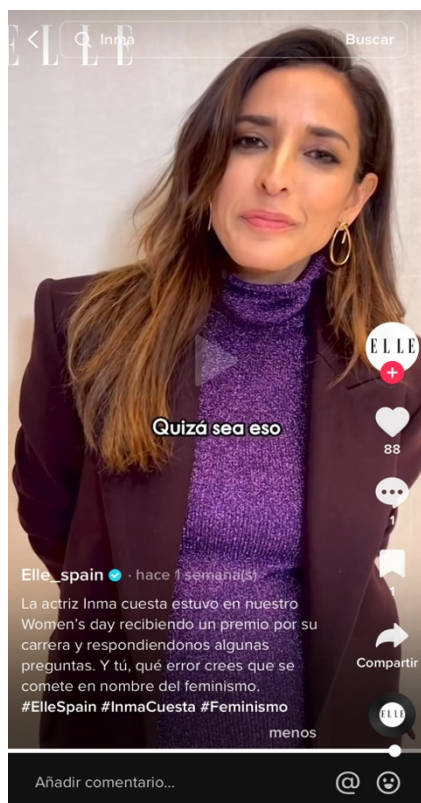 ELLE
Inma
Buscar
ELLE
Quizá sea eso
88
1
1
Elle_spain · hace 1 semana(s)
La actriz Inma cuesta estuvo en nuestro
Women's day recibiendo un premio por su
carrera y respondiendonos algunas
preguntas. Y tú, qué error crees que se
comete en nombre del feminismo.
#ElleSpain #InmaCuesta #Feminismo
menos
Compartir
ELLE
Añadir comentario...
@